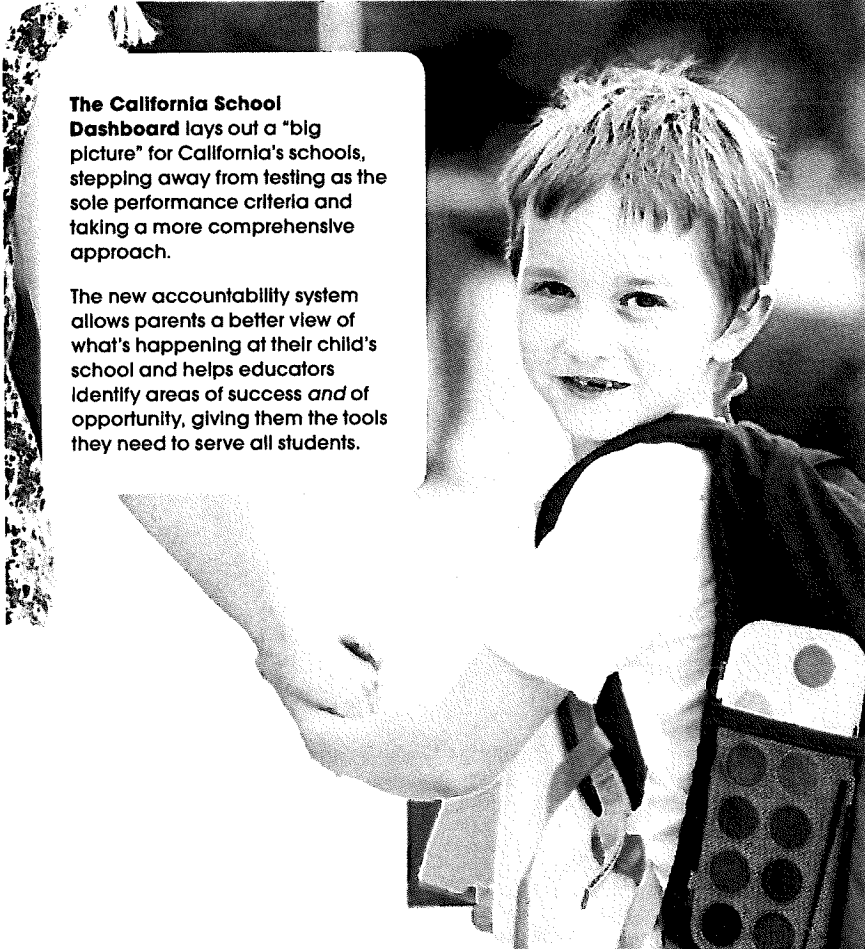 The California School
Dashboard lays out a "big
picture" for California's schools,
stepping away from testing as the
sole performance criteria and
taking a more comprehensive
approach.
The new accountability system
allows parents a better view of
what's happening at their child's
school and helps educators
identify areas of success and of
opportunity, giving them the tools
they need to serve all students.